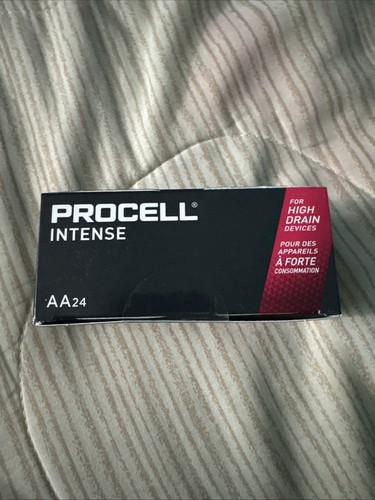 PROCELL®
INTENSE
AA24
FOR
HIGH
DRAIN
DEVICES
POUR DES
APPAREILS
À FORTE
CONSOMMATION